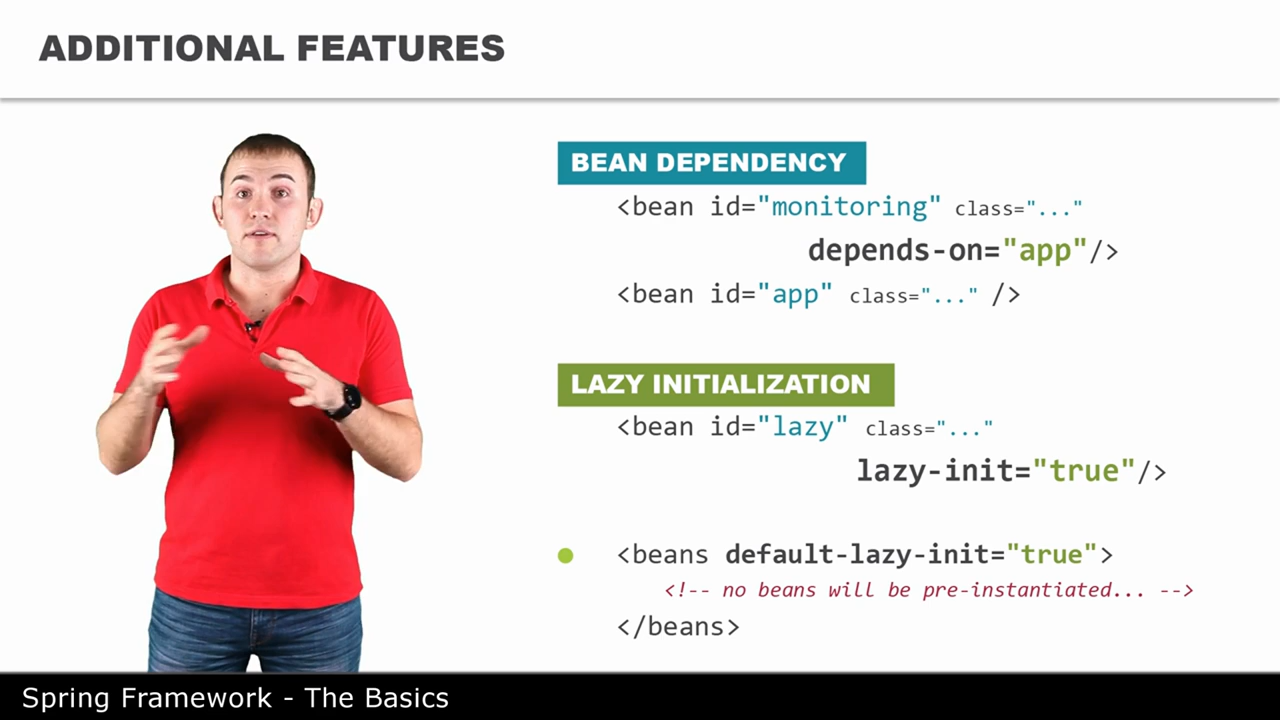 ADDITIONAL FEATURES
BEAN DEPENDENCY
<bean id="monitoring" class="..."
depends-on="app"/>
<bean id="app" class="..." />
LAZY INITIALIZATION
<bean id="lazy" class="..."
lazy-init="true"/>
<beans default-lazy-init="true">
<!-- no beans will be pre-instantiated... -->
</beans>
Spring Framework - The Basics